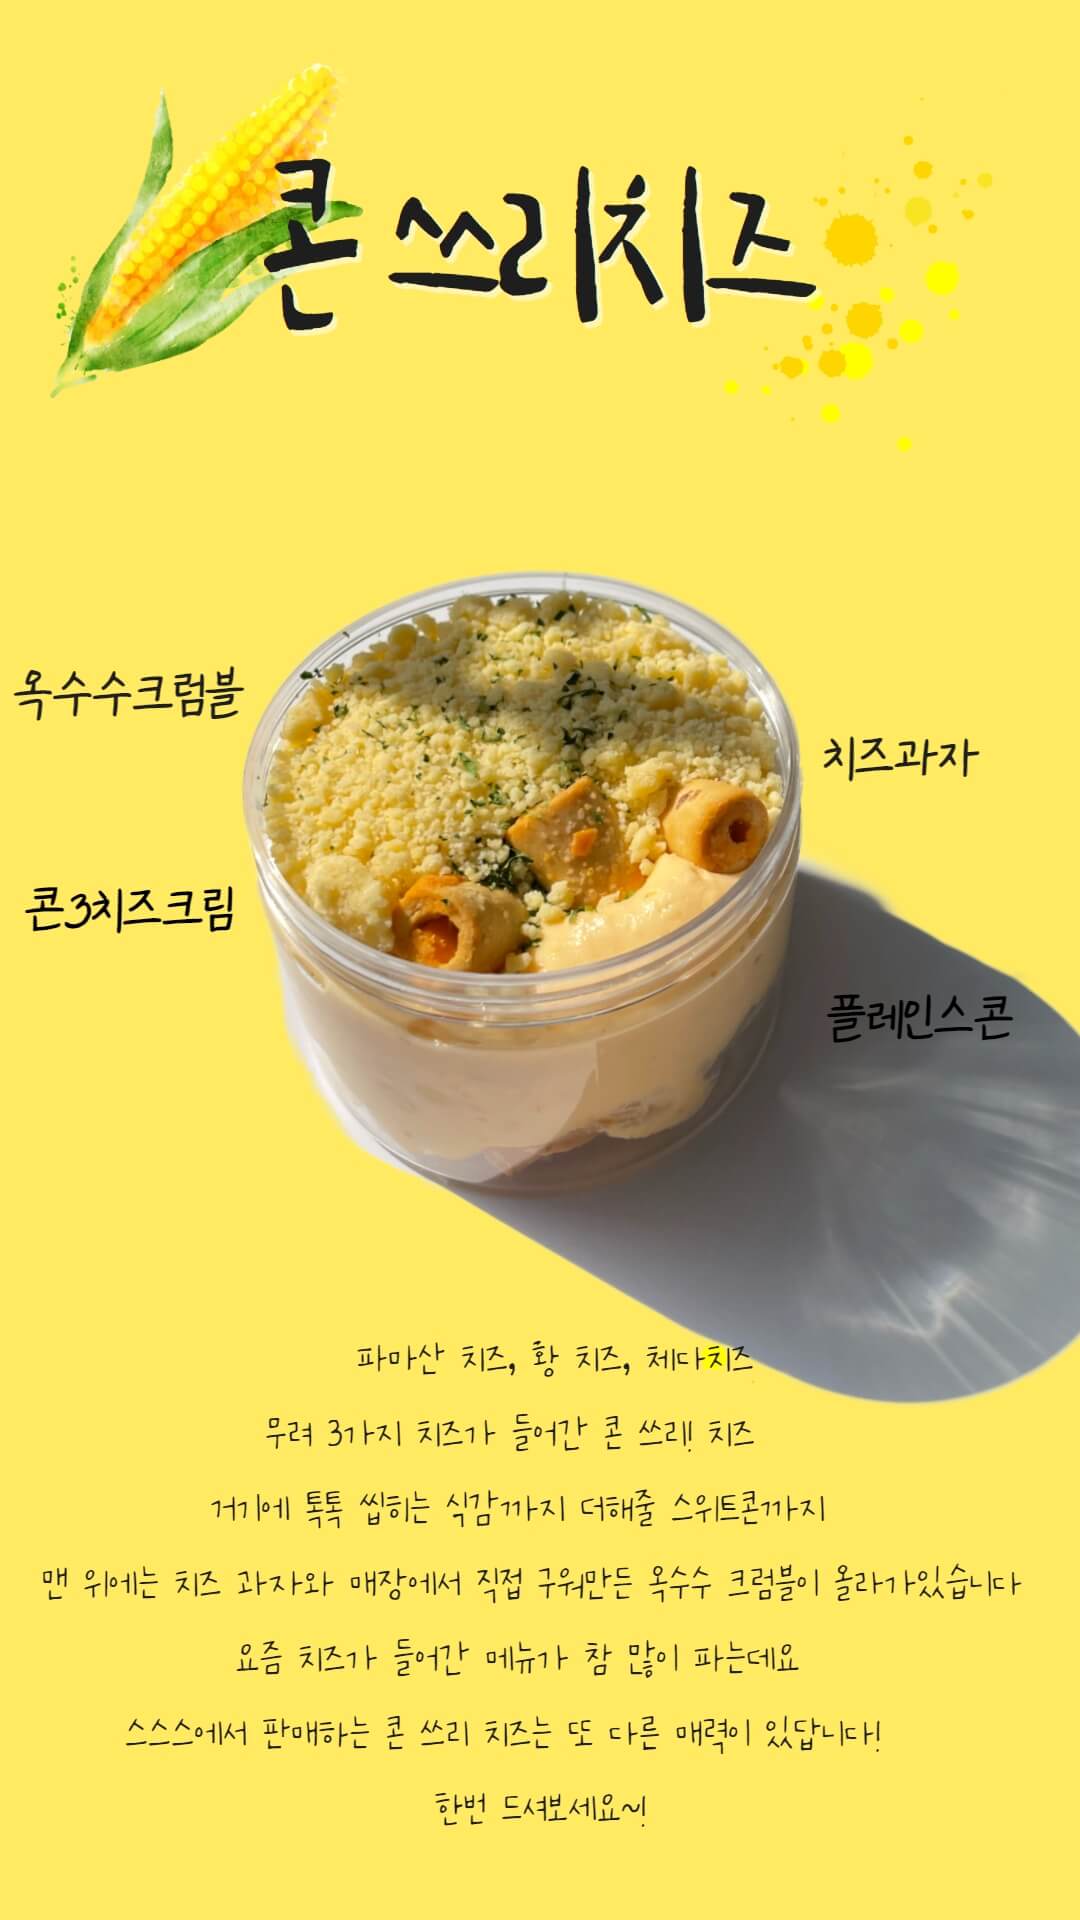 콘 쓰리치즈
옥수수크럼블
치즈과자
콘3치즈크림
플레인스콘
파마산 치즈, 황 치즈, 체다치즈
무려 3가지 치즈가 들어간 콘 쓰리! 치즈
거기에 톡톡 씹히는 식감까지 더해줄 스위트콘까지
맨 위에는 치즈 과자와 매장에서 직접 구워만든 옥수수 크럼블이 올라가있습니다
요즘 치즈가 들어간 메뉴가 참 많이 파는데요
스스스에서 판매하는 콘 쓰리 치즈는 또 다른 매력이 있답니다!
한번 드셔보세요~!